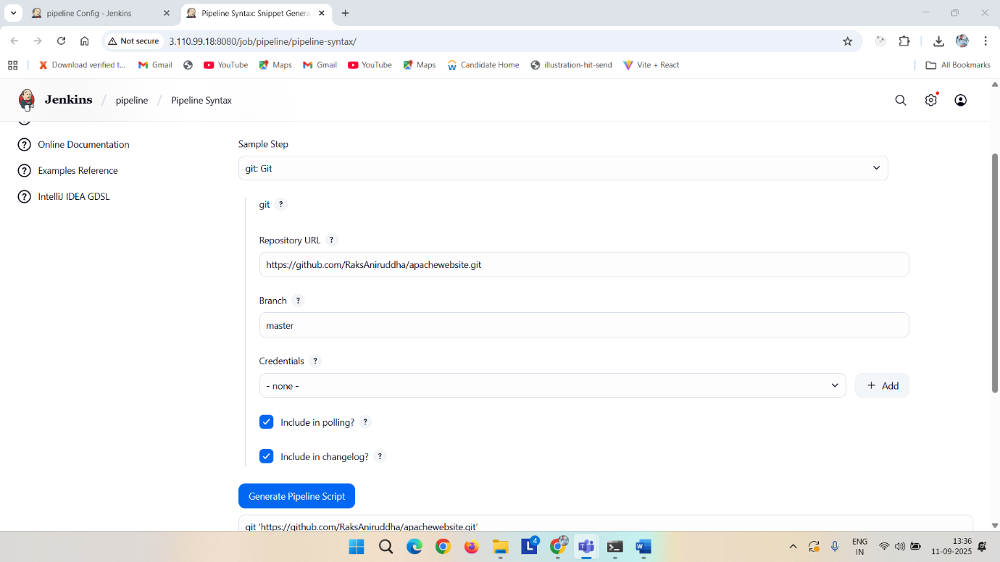 pipeline Config - Jenkins
Pipeline Syntax: Snippet Genera
Not secure
3.110.99.18:8080/job/pipeline/pipeline-syntax/
Download verified t...
Gmail
YouTube
Maps
Gmail
YouTube
Maps
Candidate Home
illustration-hit-send
Vite + React
All Bookmarks
Jenkins / pipeline / Pipeline Syntax
Online Documentation
Examples Reference
IntelliJ IDEA GDSL
Sample Step
git: Git
git ?
Repository URL ?
https://github.com/RaksAniruddha/apachewebsite.git
Branch ?
master
Credentials ?
- none -
+ Add
Include in polling? ?
Include in changelog? ?
Generate Pipeline Script
git 'https://github.com/RaksAniruddha/apachewebsite.git'
L 4
ENG
IN
13:36
11-09-2025